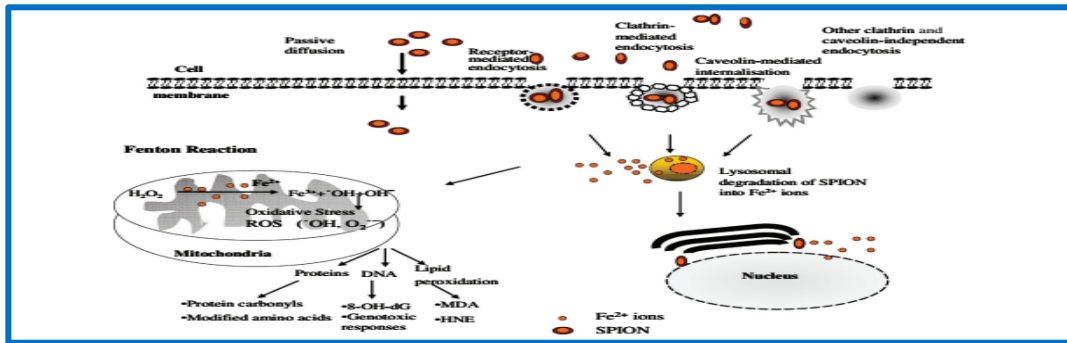 Passive
diffusion
Receptor-
mediated
endocytosis
Clathrin-
mediated
endocytosis
Caveolin-mediated
internalisation
Other clathrin and
caveolin-independent
endocytosis
Cell
membrane
Fenton Reaction
H₂O₂
Fe²⁺
Fe³⁺+˙OH+OH⁻
Oxidative Stress
ROS (˙OH, O₂˙⁻)
Mitochondria
Lysosomal
degradation of SPION
into Fe²⁺ ions
Nucleus
Proteins
DNA
Lipid
peroxidation
•Protein carbonyls
•Modified amino acids
•8-OH-dG
•Genotoxic
responses
•MDA
•HNE
Fe²⁺ ions
SPION